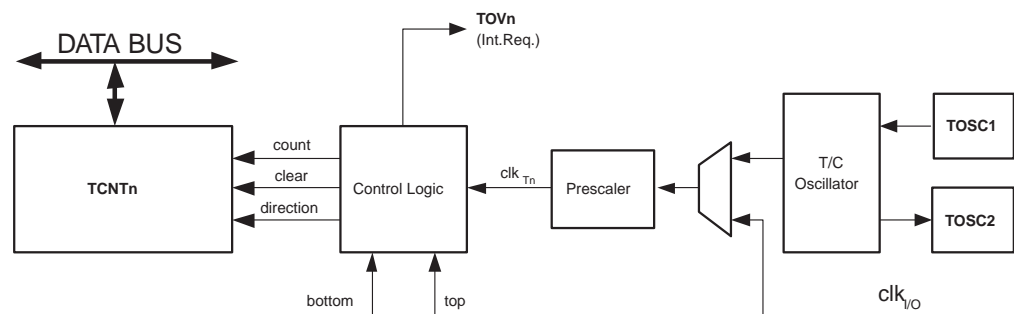 TOVn
(Int.Req.)
DATA BUS
TCNTn
count
clear
direction
Control Logic
clk Tn
Prescaler
T/C
Oscillator
TOSC1
TOSC2
bottom
top
clkI/O